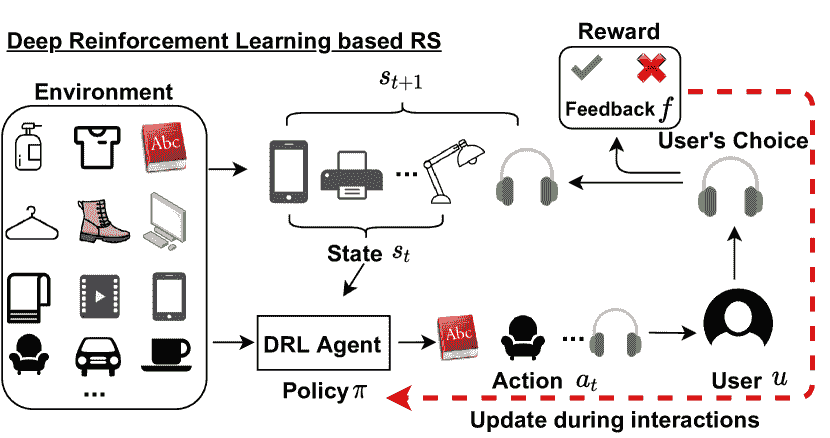 Deep Reinforcement Learning based RS
Reward
Environment
s_{t+1}
Feedback f
Abc
User's Choice
...
State s_t
DRL Agent
Abc
...
Policy π
Action a_t
User u
...
Update during interactions